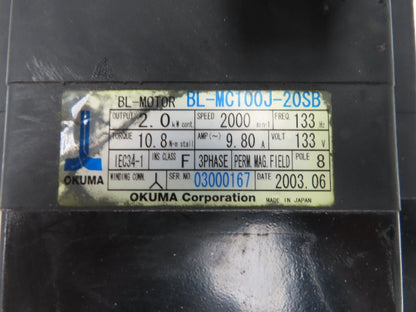 BL-MOTOR BL-MC100J-20SB
OUTPUT 2.0 kW cont. SPEED 2000 min⁻¹ FREQ. 133 Hz
TORQUE 10.8 N-m stall AMP(~) 9.80 A VOLT 133 V
IEC34-1 INS.CLASS F 3PHASE PERM.MAG.FIELD POLE 8
OKUMA WINDING CONN. SER NO. 03000167 DATE 2003.06
OKUMA Corporation MADE IN JAPAN